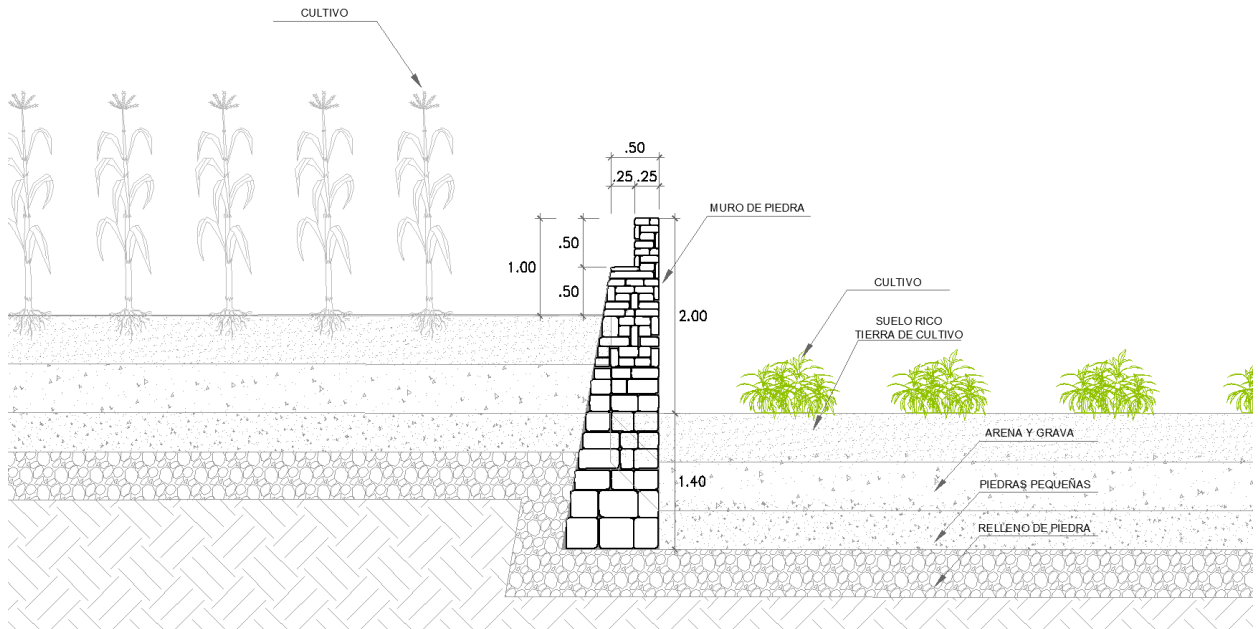 CULTIVO
.50
.25 .25
MURO DE PIEDRA
.50
1.00
.50
2.00
CULTIVO
SUELO RICO
TIERRA DE CULTIVO
ARENA Y GRAVA
1.40
PIEDRAS PEQUEÑAS
RELLENO DE PIEDRA